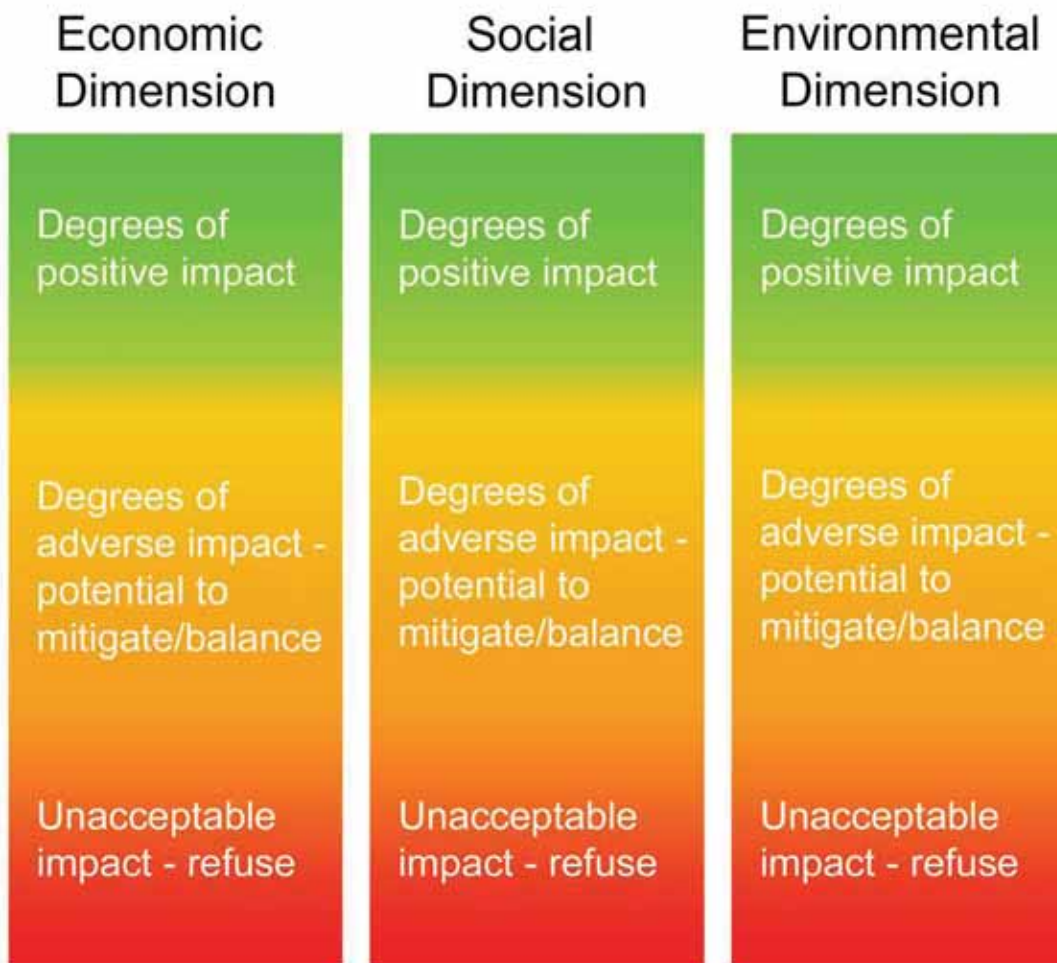 Economic
Dimension
Degrees of
positive impact
Degrees of
adverse impact -
potential to
mitigate/balance
Unacceptable
impact - refuse
Social
Dimension
Degrees of
positive impact
Degrees of
adverse impact -
potential to
mitigate/balance
Unacceptable
impact - refuse
Environmental
Dimension
Degrees of
positive impact
Degrees of
adverse impact -
potential to
mitigate/balance
Unacceptable
impact - refuse